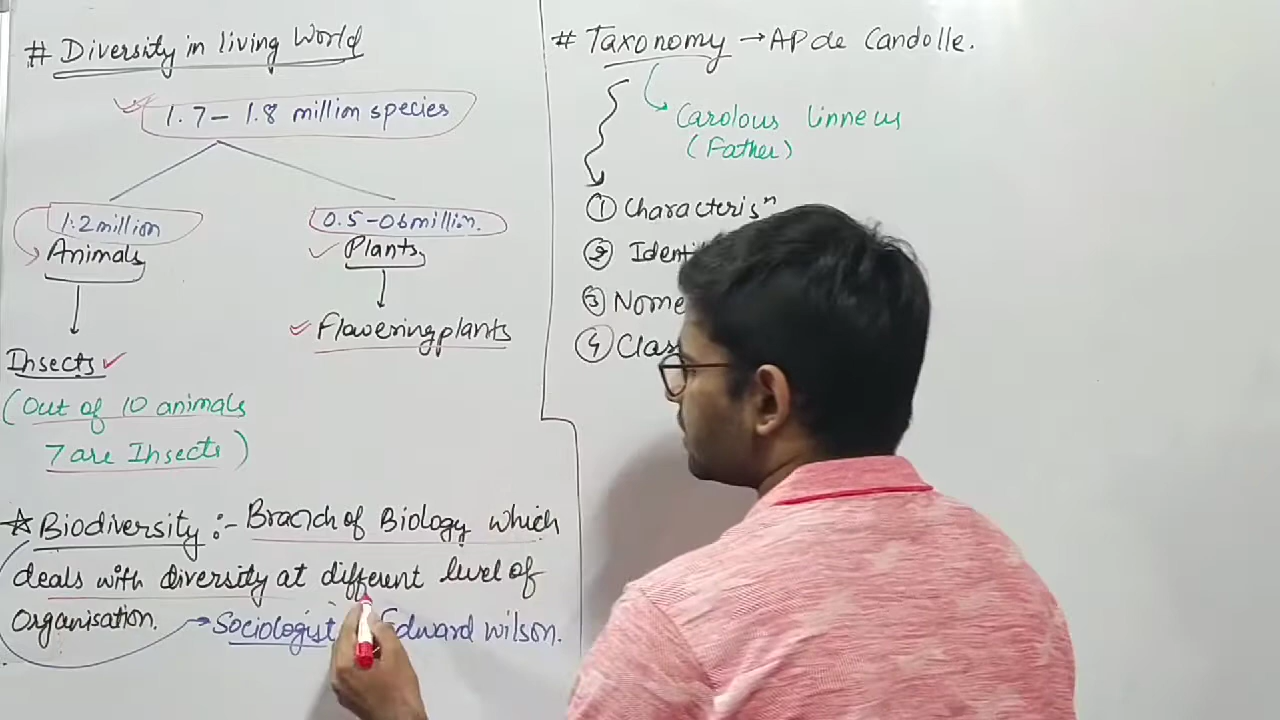 # Diversity in living World
1.7 - 1.8 million species
1.2 million
Animals
Insects
(Out of 10 animals
7 are Insects)
0.5 - 06 million.
Plants
Flowering plants
☆ Biodiversity :- Branch of Biology which
deals with diversity at different level of
Organisation.
Sociologist Edward Wilson.
# Taxonomy → AP de Candolle.
Carolous linneus
(Father)
① Characterisⁿ
② Identi
③ Nome
④ Clas